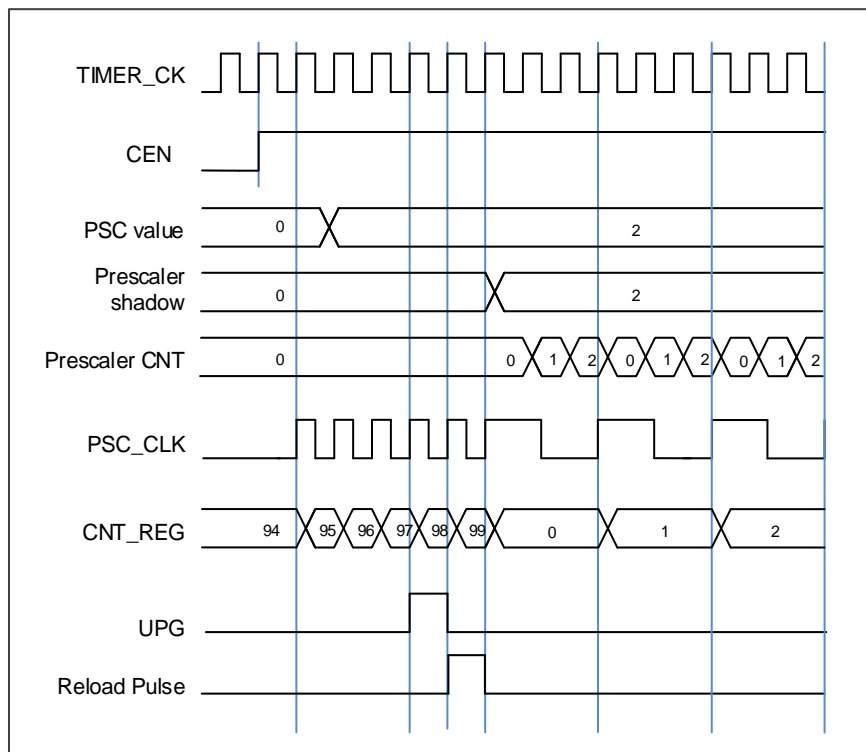 TIMER_CK
CEN
PSC value 0 2
Prescaler
shadow 0 2
Prescaler CNT 0 0 1 2 0 1 2 0 1 2
PSC_CLK
CNT_REG 94 95 96 97 98 99 0 1 2
UPG
Reload Pulse